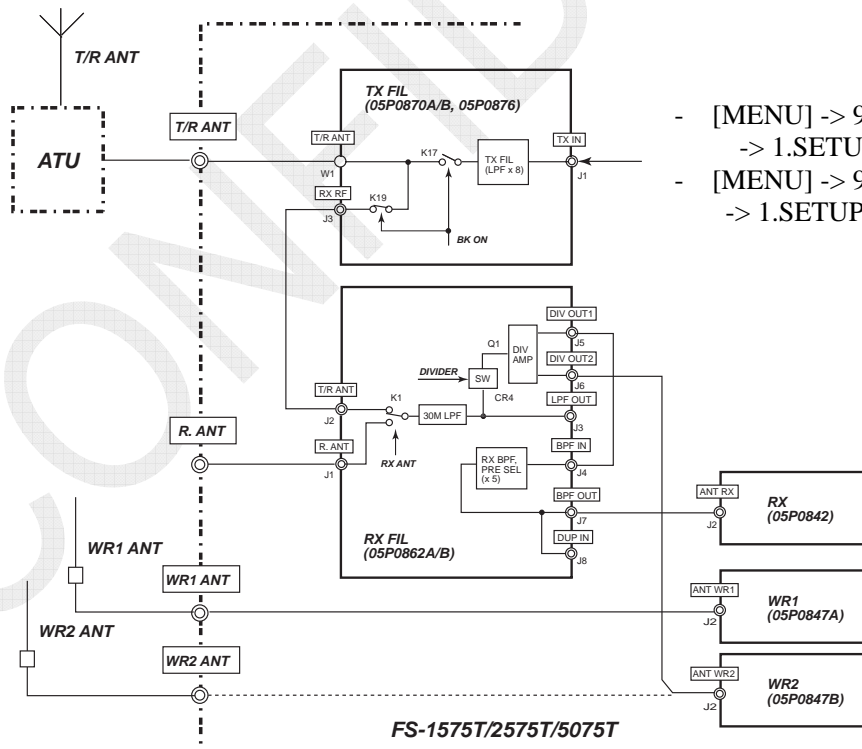 CONFID
T/R ANT
ATU
T/R ANT
TX FIL
(05P0870A/B, 05P0876)
T/R ANT
W1
K17
TX FIL
(LPF x 8)
TX IN
J1
RX RF
J3
K19
BK ON
- [MENU] -> 9
-> 1.SETU
- [MENU] -> 9
-> 1.SETUP
DIV OUT1
J5
Q1
DIV
AMP
DIV OUT2
J6
DIVIDER
SW
CR4
LPF OUT
J3
T/R ANT
J2
K1
30M LPF
R. ANT
R. ANT
J1
RX ANT
BPF IN
J4
RX BPF,
PRE SEL
(x 5)
BPF OUT
J7
DUP IN
J8
RX FIL
(05P0862A/B)
ANT RX
J2
RX
(05P0842)
WR1 ANT
WR1 ANT
ANT WR1
J2
WR1
(05P0847A)
WR2 ANT
WR2 ANT
ANT WR2
J2
WR2
(05P0847B)
FS-1575T/2575T/5075T